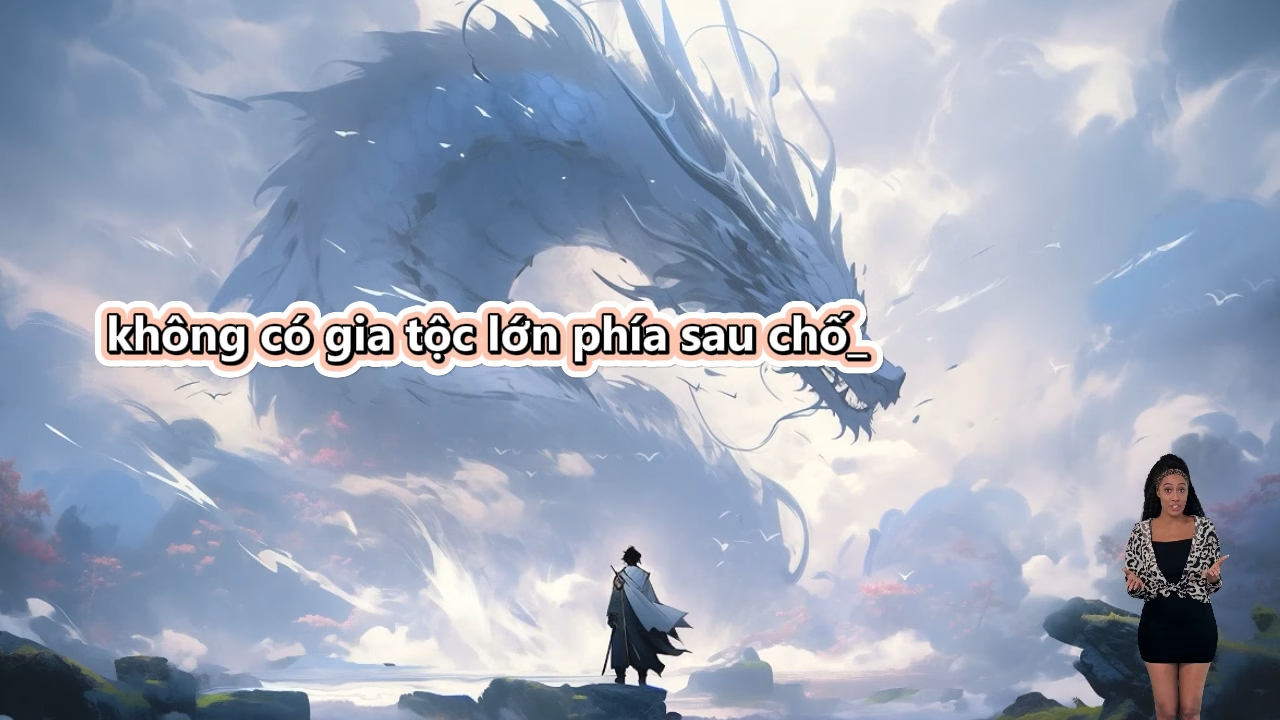 không có gia tộc lớn phía sau chố_